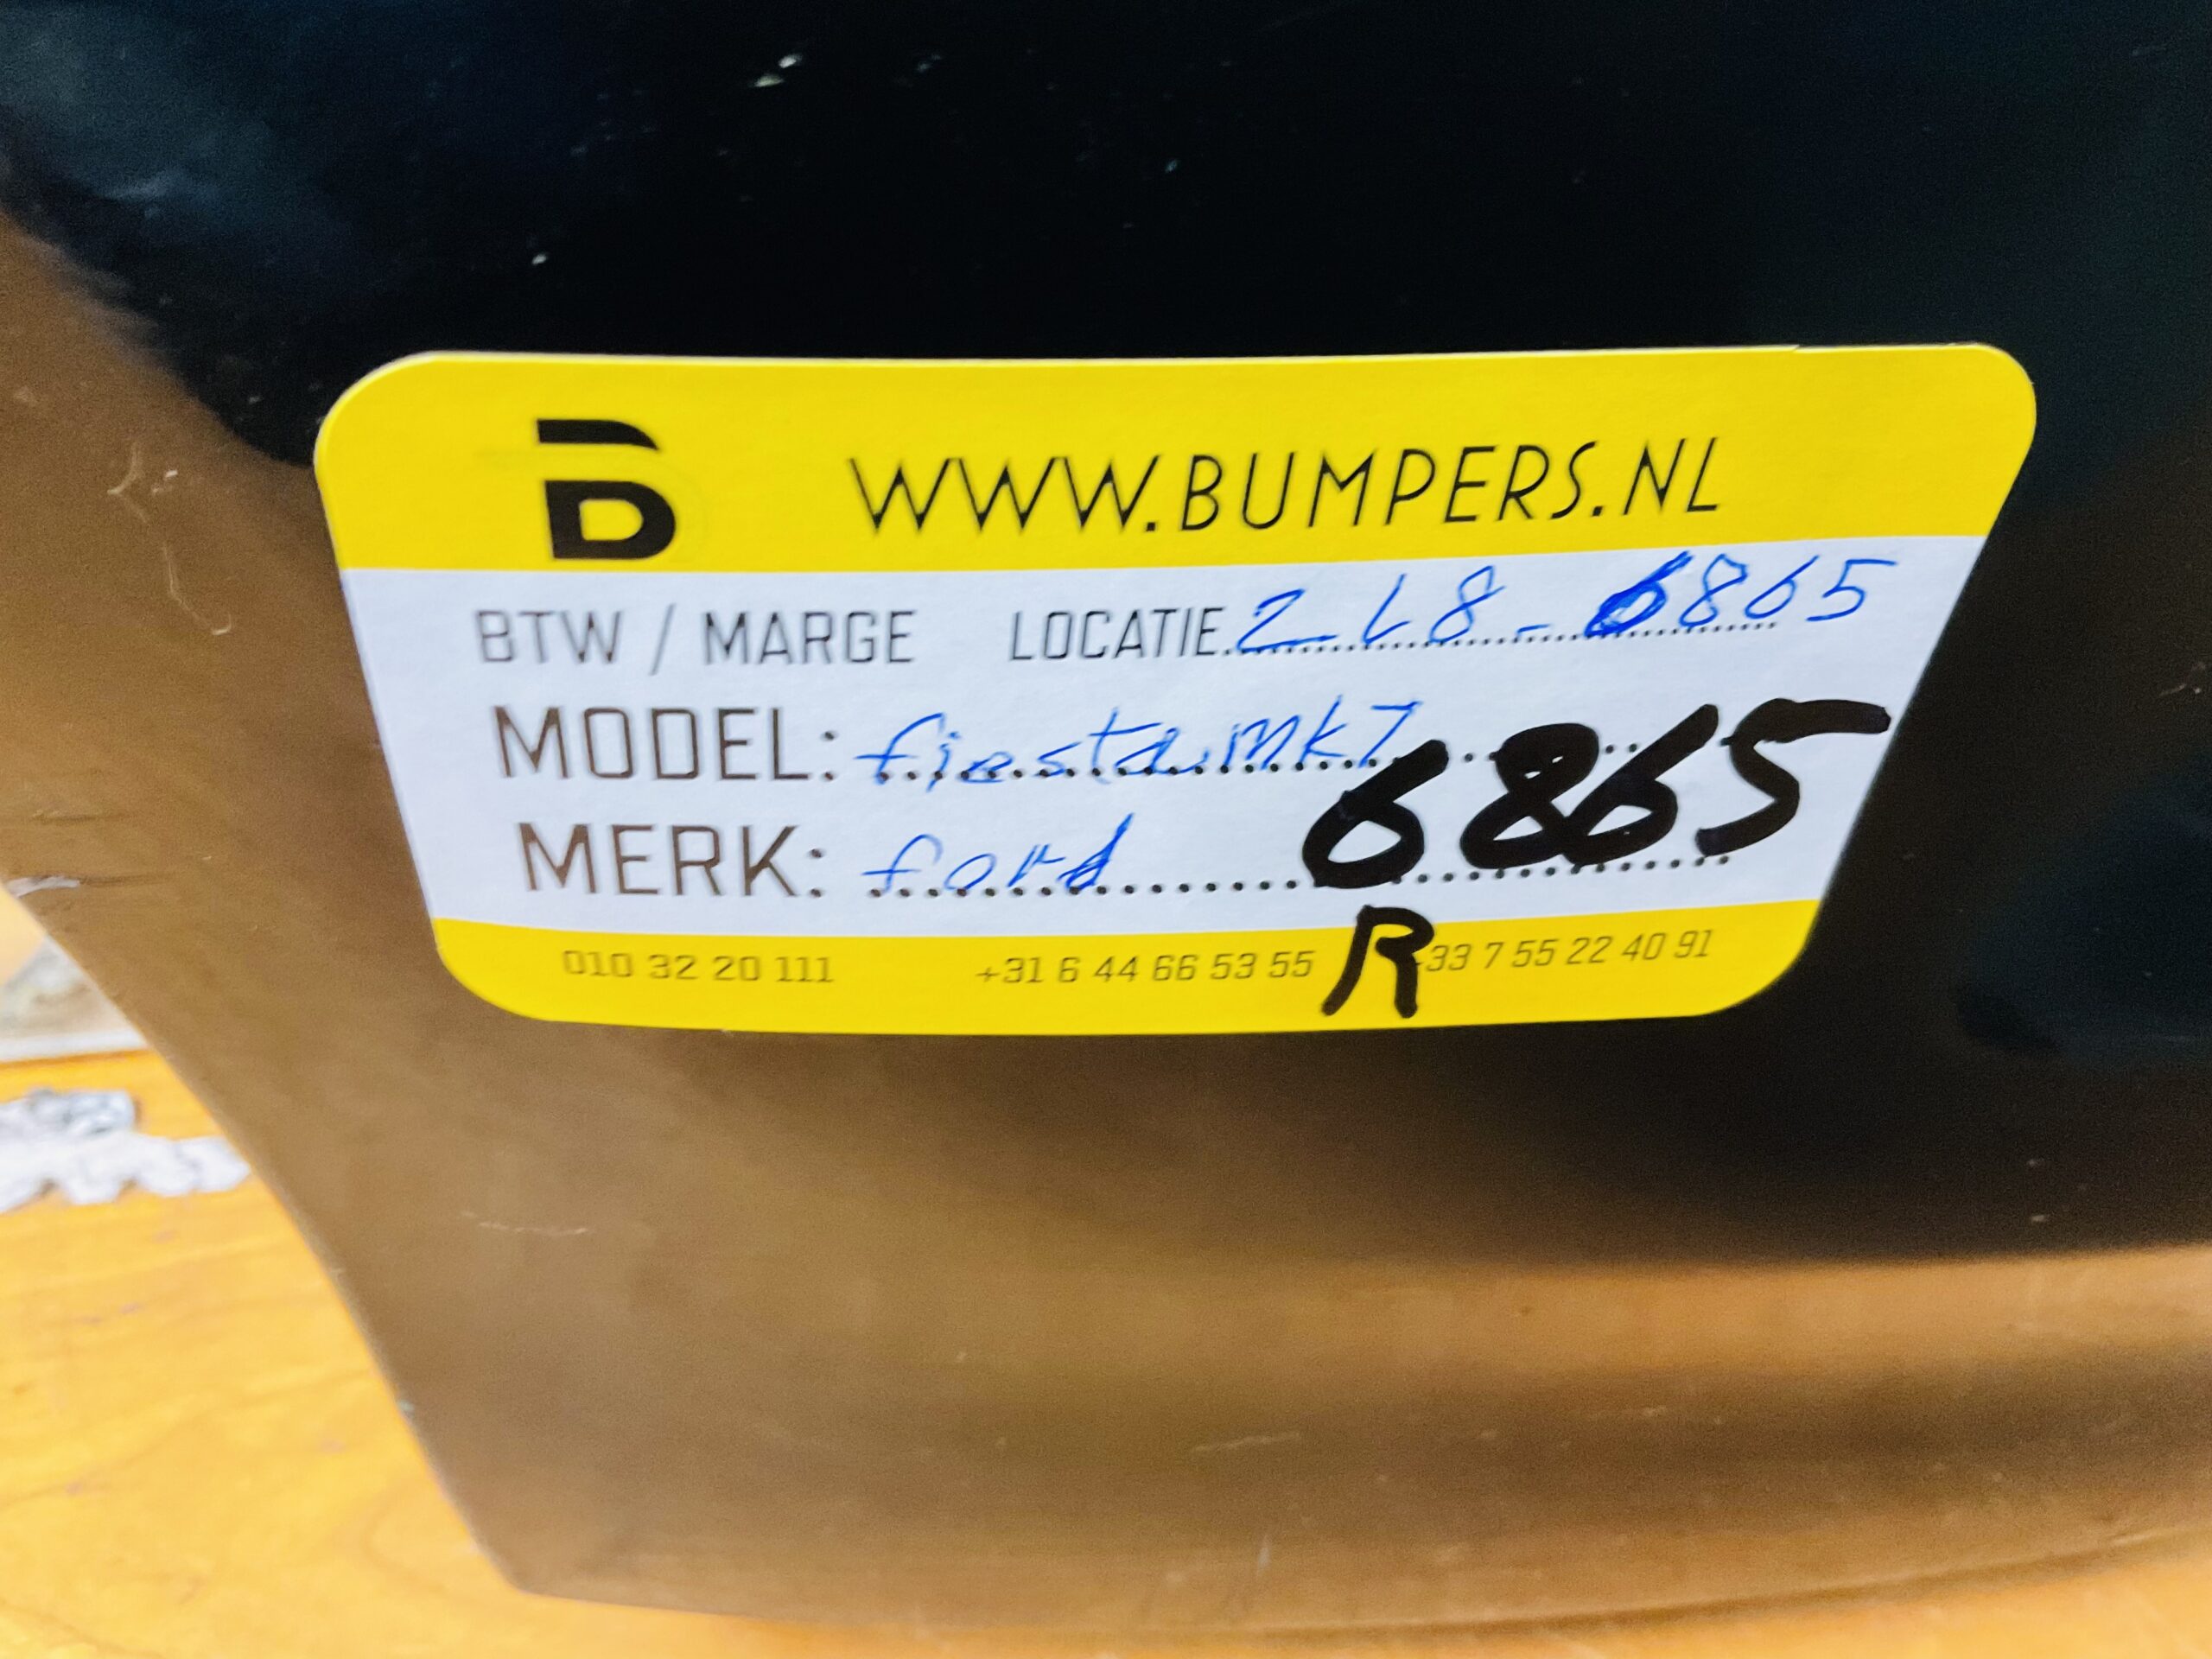 B WWW.BUMPERS.NL
BTW / MARGE LOCATIE 2 L8 - 6865
MODEL: fiesta mk7
MERK: ford 6865
R
010 32 20 111 +31 6 44 66 53 55 33 7 55 22 40 91